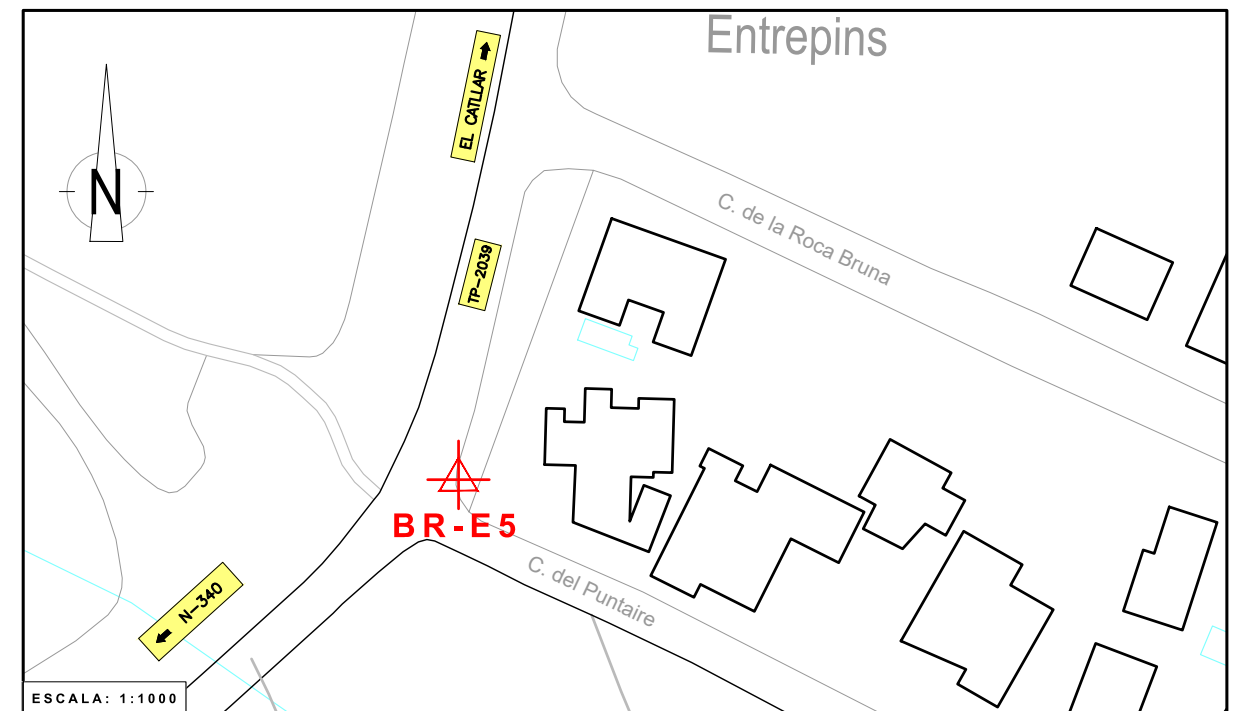 Entrepins
EL CATLLAR
N
C. de la Roca Bruna
TP-2039
BR-E5
C. del Puntaire
N-340
ESCALA: 1:1000